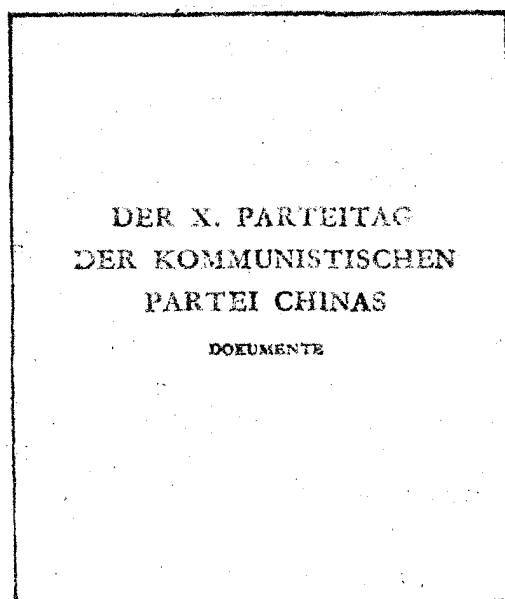 DER X. PARTEITAG
DER KOMMUNISTISCHEN
PARTEI CHINAS
DOKUMENTE